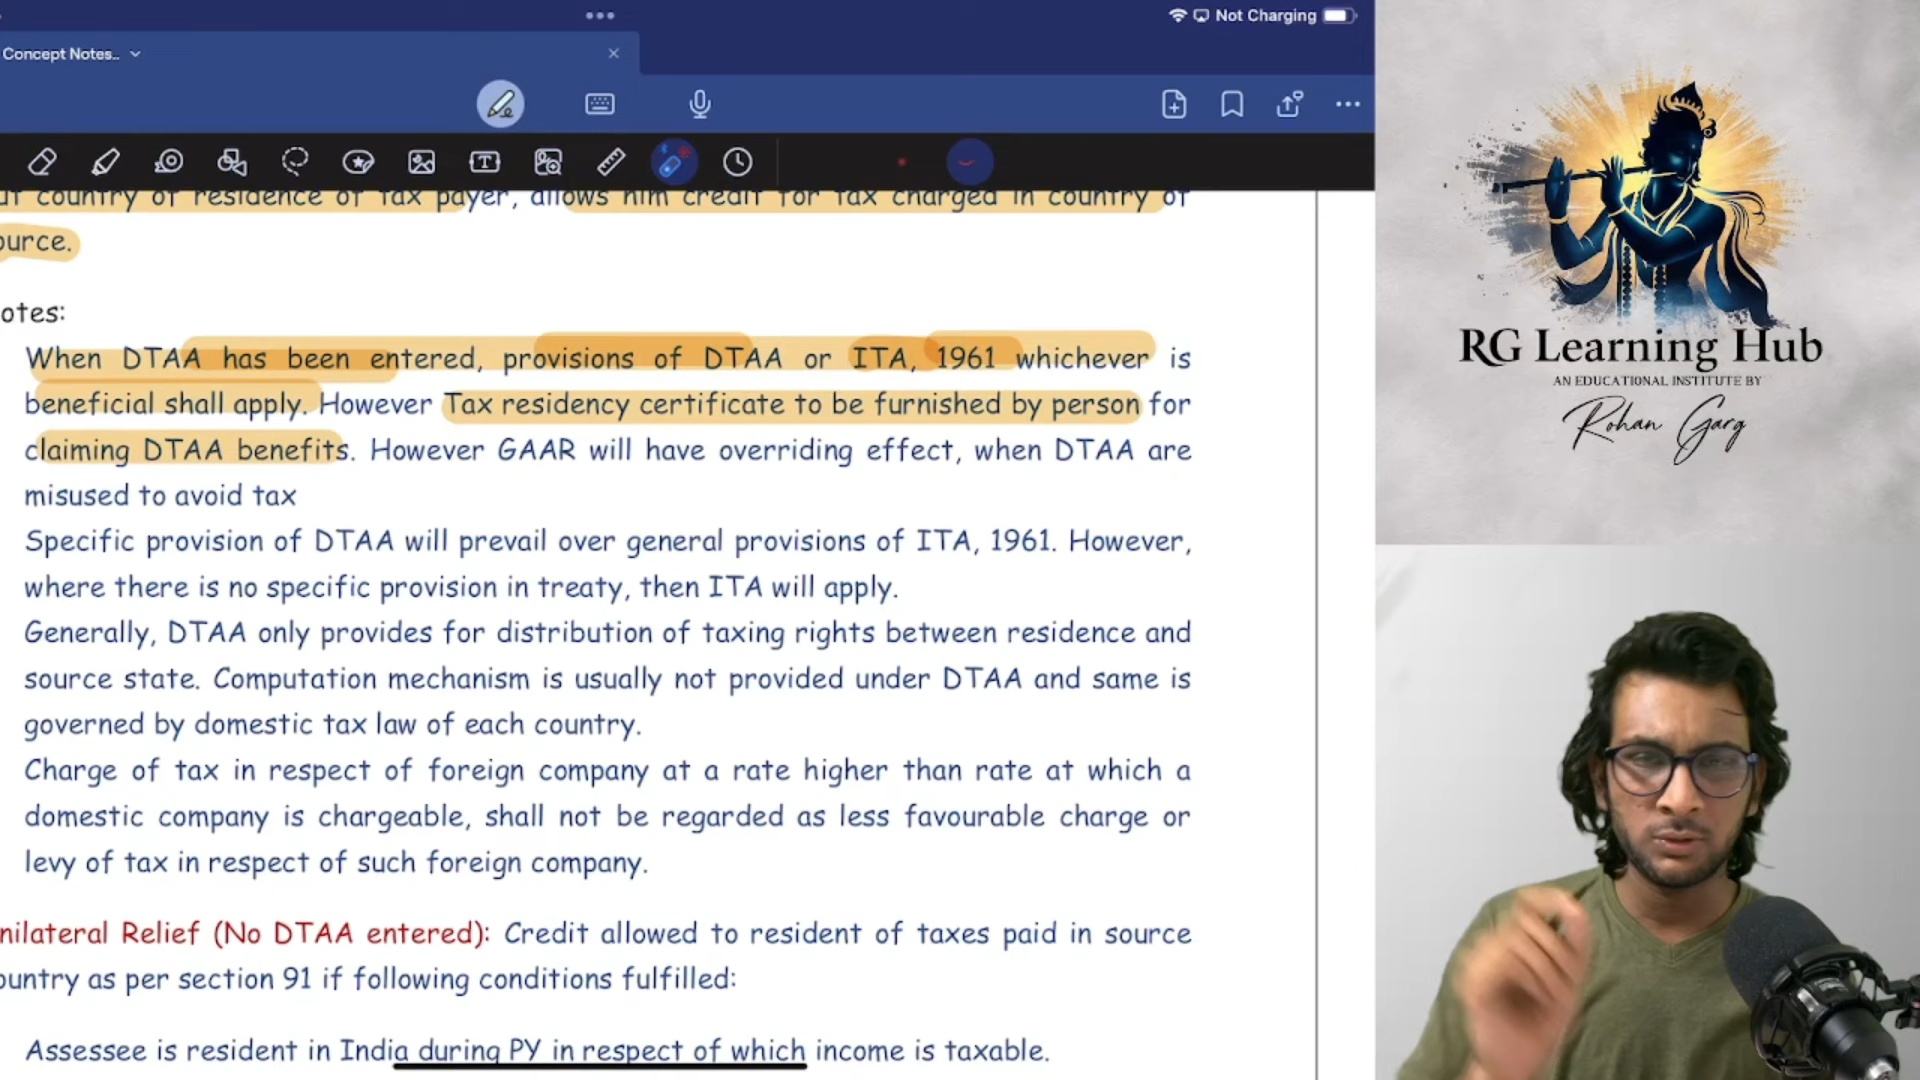 Not Charging
Concept Notes..
ut country of residence of tax payer, allows him credit for tax charged in country of
ource.
otes:
When DTAA has been entered, provisions of DTAA or ITA, 1961 whichever is
beneficial shall apply. However Tax residency certificate to be furnished by person for
claiming DTAA benefits. However GAAR will have overriding effect, when DTAA are
misused to avoid tax
Specific provision of DTAA will prevail over general provisions of ITA, 1961. However,
where there is no specific provision in treaty, then ITA will apply.
Generally, DTAA only provides for distribution of taxing rights between residence and
source state. Computation mechanism is usually not provided under DTAA and same is
governed by domestic tax law of each country.
Charge of tax in respect of foreign company at a rate higher than rate at which a
domestic company is chargeable, shall not be regarded as less favourable charge or
levy of tax in respect of such foreign company.
nilateral Relief (No DTAA entered): Credit allowed to resident of taxes paid in source
ountry as per section 91 if following conditions fulfilled:
Assessee is resident in India during PY in respect of which income is taxable.
RG Learning Hub
AN EDUCATIONAL INSTITUTE BY
Rohan Garg